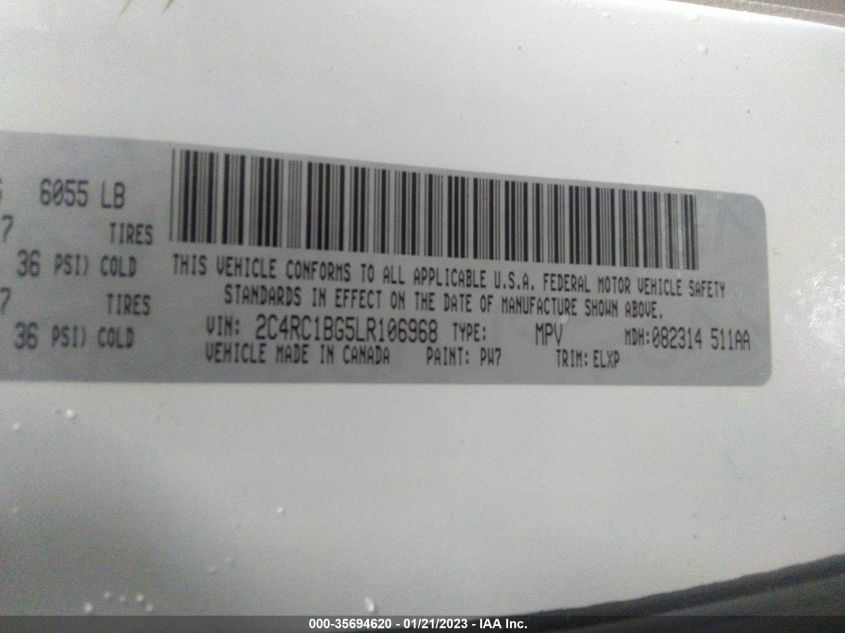 6055 LB
7 TIRES
36 PSI) COLD
7 TIRES
36 PSI) COLD
THIS VEHICLE CONFORMS TO ALL APPLICABLE U.S.A. FEDERAL MOTOR VEHICLE SAFETY
STANDARDS IN EFFECT ON THE DATE OF MANUFACTURE SHOWN ABOVE.
VIN: 2C4RC1BG5LR106968 TYPE: MPV MDH:082314 511AA
VEHICLE MADE IN CANADA PAINT: PW7 TRIM: ELXP
000-35694620 / 01/21/2023 - IAA Inc.